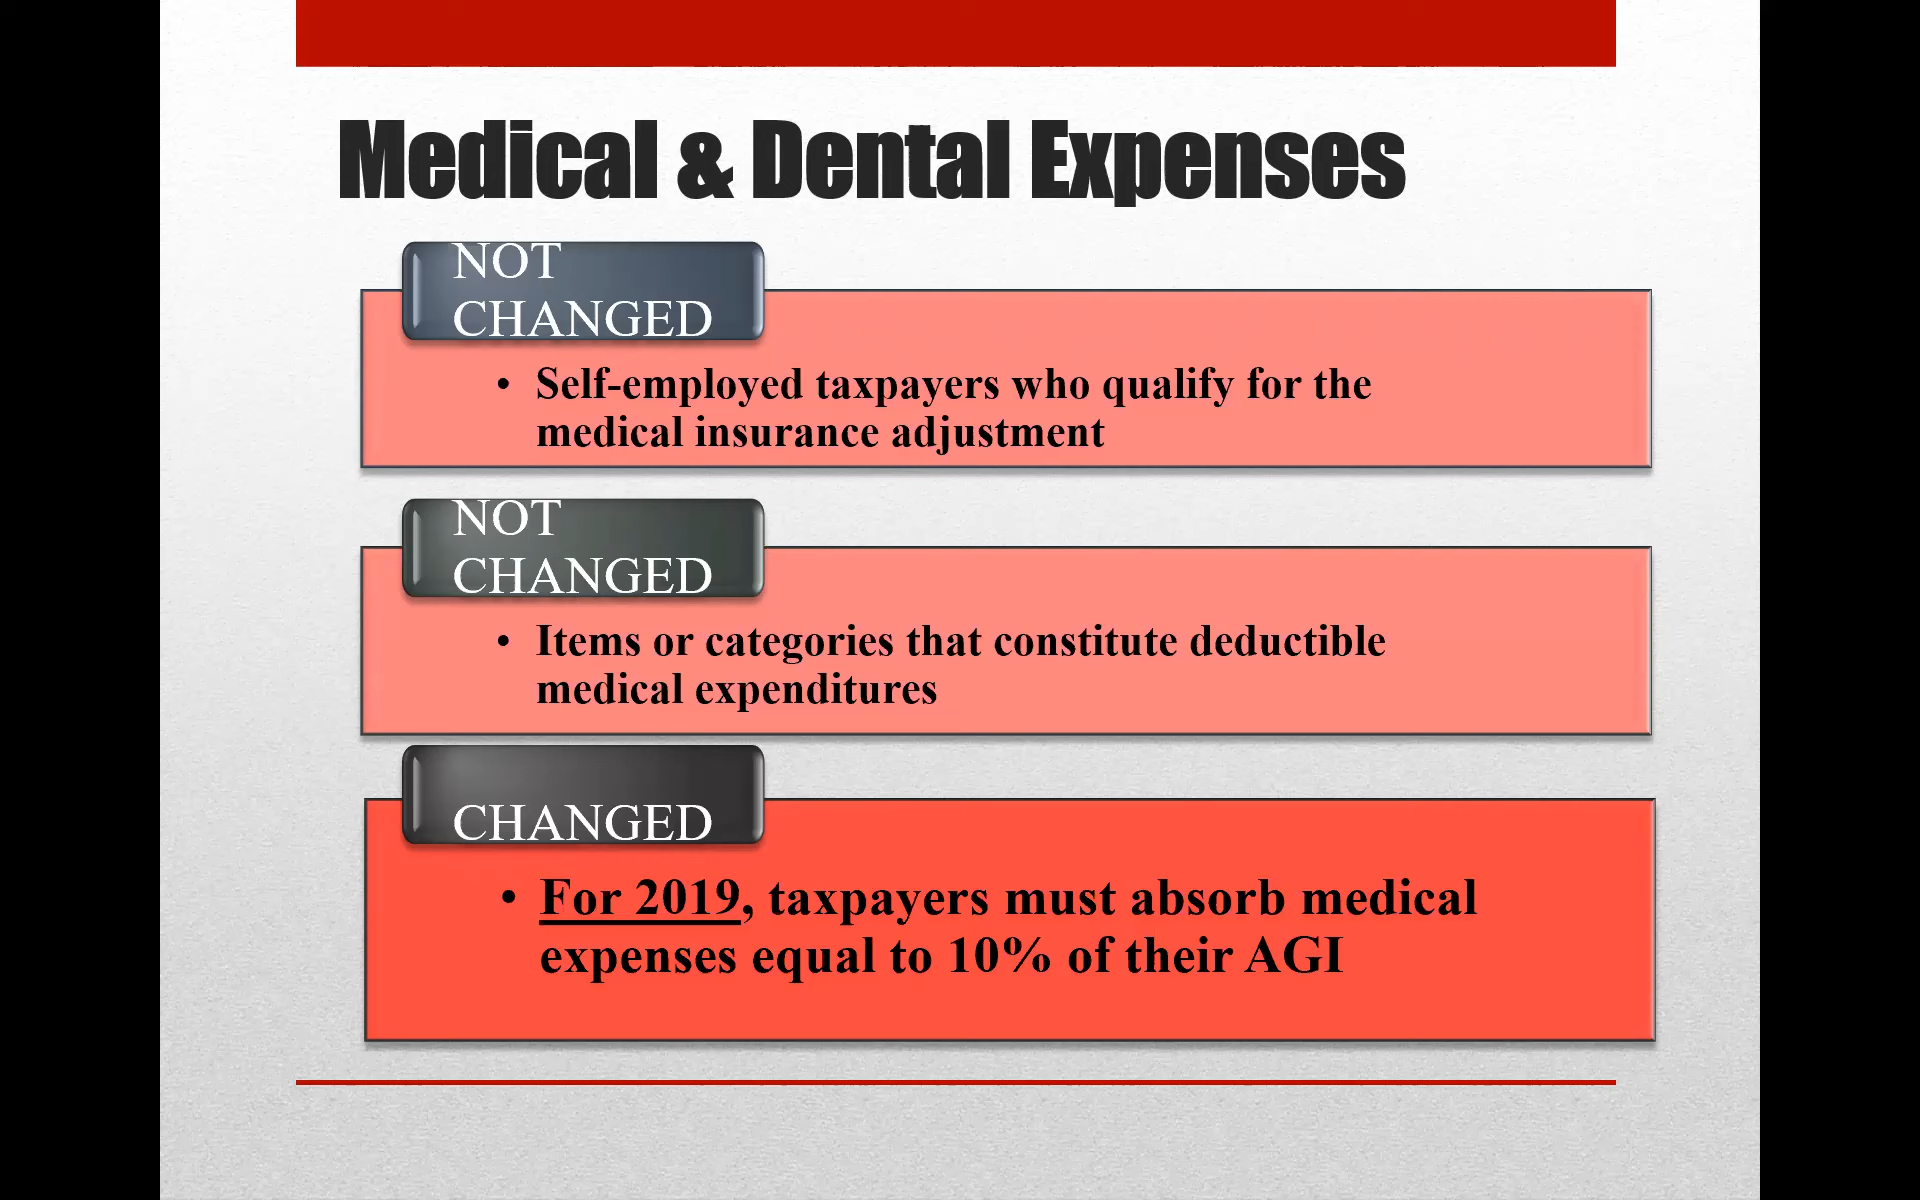 Medical & Dental Expenses
NOT
CHANGED
• Self-employed taxpayers who qualify for the
medical insurance adjustment
NOT
CHANGED
• Items or categories that constitute deductible
medical expenditures
CHANGED
• For 2019, taxpayers must absorb medical
expenses equal to 10% of their AGI